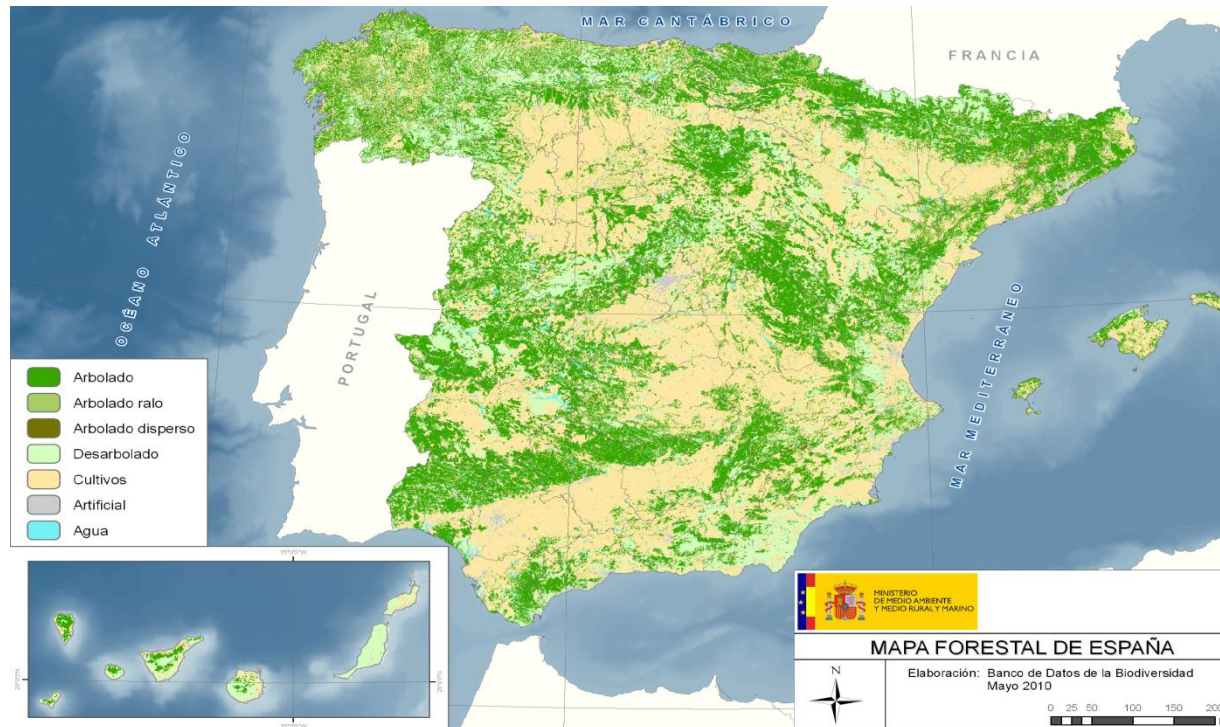 MAR CANTÁBRICO
FRANCIA
OCÉANO ATLÁNTICO
PORTUGAL
MAR MEDITERRÁNEO
Arbolado
Arbolado ralo
Arbolado disperso
Desarbolado
Cultivos
Artificial
Agua
MINISTERIO
DE MEDIO AMBIENTE
Y MEDIO RURAL Y MARINO
MAPA FORESTAL DE ESPAÑA
N
Elaboración: Banco de Datos de la Biodiversidad
Mayo 2010
0 25 50 100 150 200